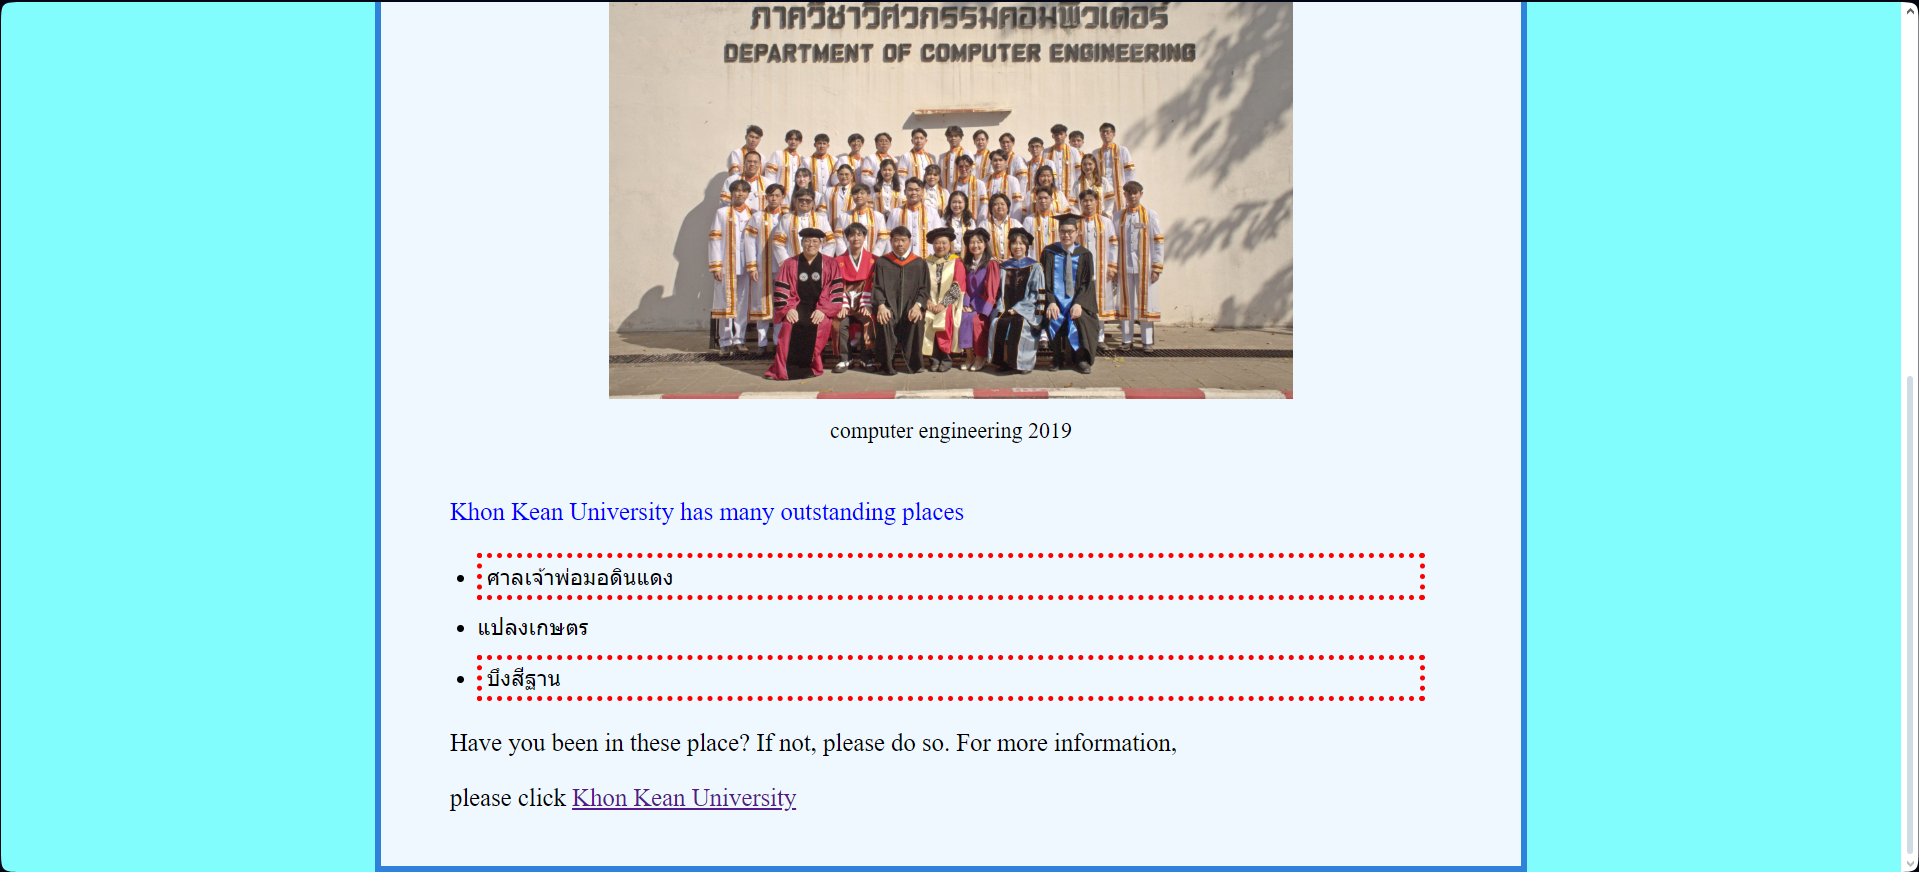 ภาควิชาวิศวกรรมคอมพิวเตอร์
DEPARTMENT OF COMPUTER ENGINEERING
computer engineering 2019
Khon Kean University has many outstanding places
ศาลเจ้าพ่อมอดินแดง
แปลงเกษตร
บึงสีฐาน
Have you been in these place? If not, please do so. For more information,
please click Khon Kean University